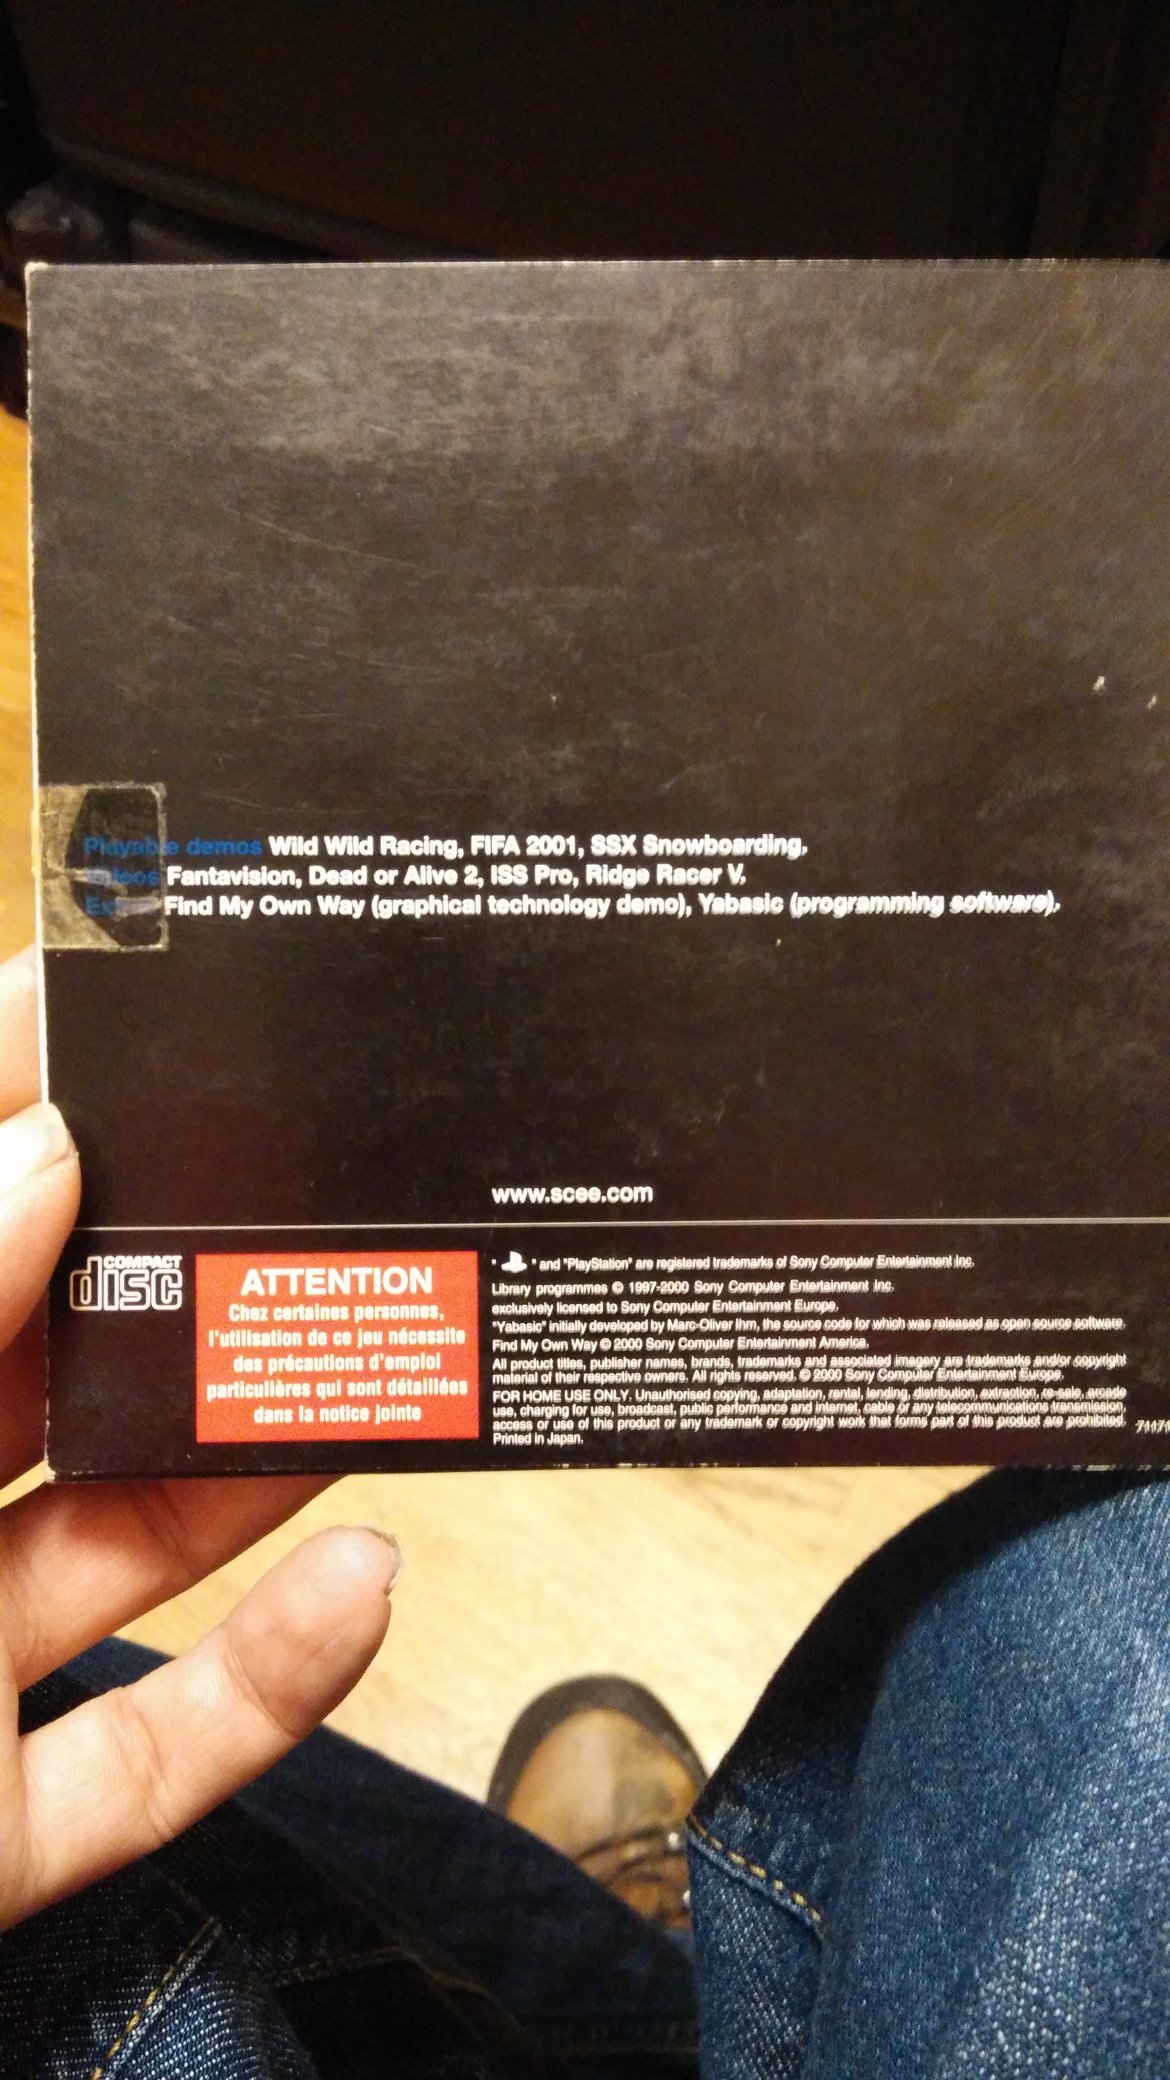 Playable demos Wild Wild Racing, FIFA 2001, SSX Snowboarding.
Videos Fantavision, Dead or Alive 2, ISS Pro, Ridge Racer V.
Find My Own Way (graphical technology demo), Yabasic (programming software).
www.scee.com
COMPACT
disc
ATTENTION
Chez certaines personnes,
l'utilisation de ce jeu nécessite
des précautions d'emploi
particulières qui sont détaillées
dans la notice jointe
" " and "PlayStation" are registered trademarks of Sony Computer Entertainment Inc.
Library programmes © 1997-2000 Sony Computer Entertainment Inc.
exclusively licensed to Sony Computer Entertainment Europe.
"Yabasic" initially developed by Marc-Oliver Ihm, the source code for which was released as open source software.
Find My Own Way © 2000 Sony Computer Entertainment America.
All product titles, publisher names, brands, trademarks and associated imagery are trademarks and/or copyright
material of their respective owners. All rights reserved. © 2000 Sony Computer Entertainment Europe.
FOR HOME USE ONLY. Unauthorised copying, adaptation, rental, lending, distribution, extraction, re-sale, arcade
use, charging for use, broadcast, public performance and internet, cable or any telecommunications transmission,
access or use of this product or any trademark or copyright work that forms part of this product are prohibited.
Printed in Japan.